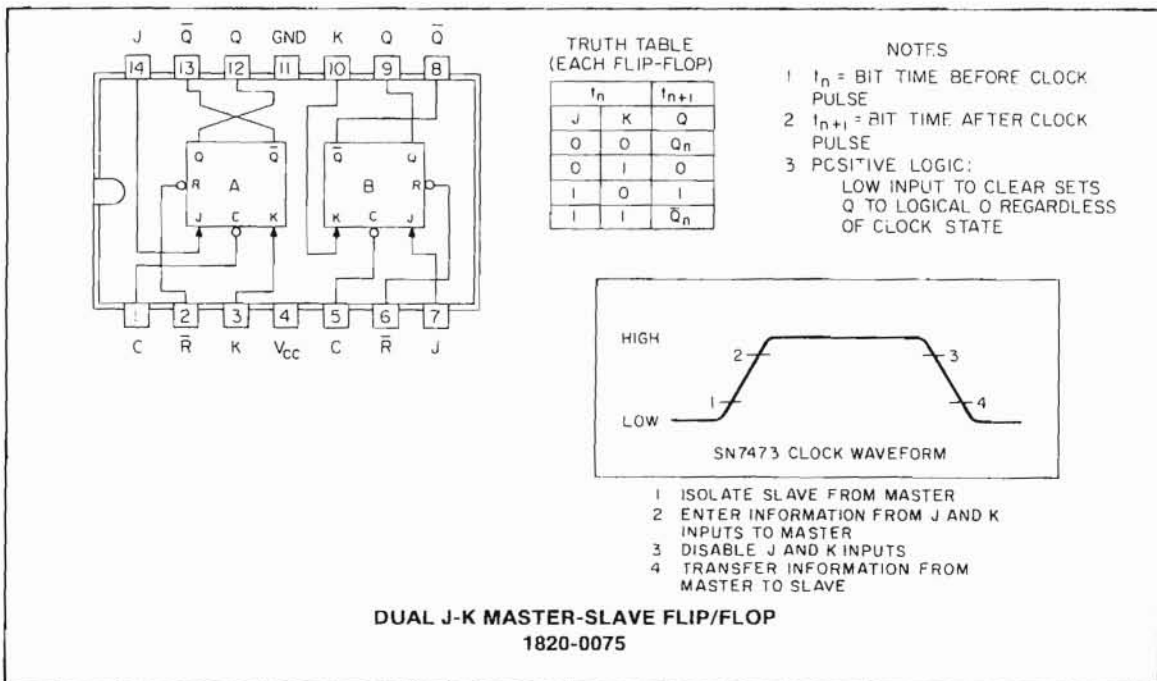 J Q̅ Q GND K Q Q̅
14 13 12 11 10 9 8
Q Q̅ Q̅ Q
R A B R
J C K K C J
1 2 3 4 5 6 7
C R̅ K VCC C R̅ J
TRUTH TABLE
(EACH FLIP-FLOP)
tn tn+1
J K Q
0 0 Qn
0 1 0
1 0 1
1 1 Q̅n
NOTES
1 tn = BIT TIME BEFORE CLOCK
PULSE
2 tn+1 = BIT TIME AFTER CLOCK
PULSE
3 POSITIVE LOGIC:
LOW INPUT TO CLEAR SETS
Q TO LOGICAL 0 REGARDLESS
OF CLOCK STATE
HIGH
2 3
1 4
LOW
SN7473 CLOCK WAVEFORM
1 ISOLATE SLAVE FROM MASTER
2 ENTER INFORMATION FROM J AND K
INPUTS TO MASTER
3 DISABLE J AND K INPUTS
4 TRANSFER INFORMATION FROM
MASTER TO SLAVE
DUAL J-K MASTER-SLAVE FLIP/FLOP
1820-0075